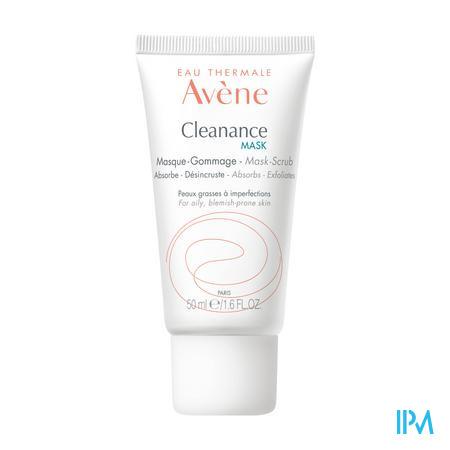 EAU THERMALE
Avène
Cleanance
MASK
Masque-Gommage - Mask-Scrub
Absorbe - Désincruste - Absorbs - Exfoliates
Peaux grasses à imperfections
For oily, blemish-prone skin
PARIS
50 ml ℮/1.6 FL.OZ.
IPM